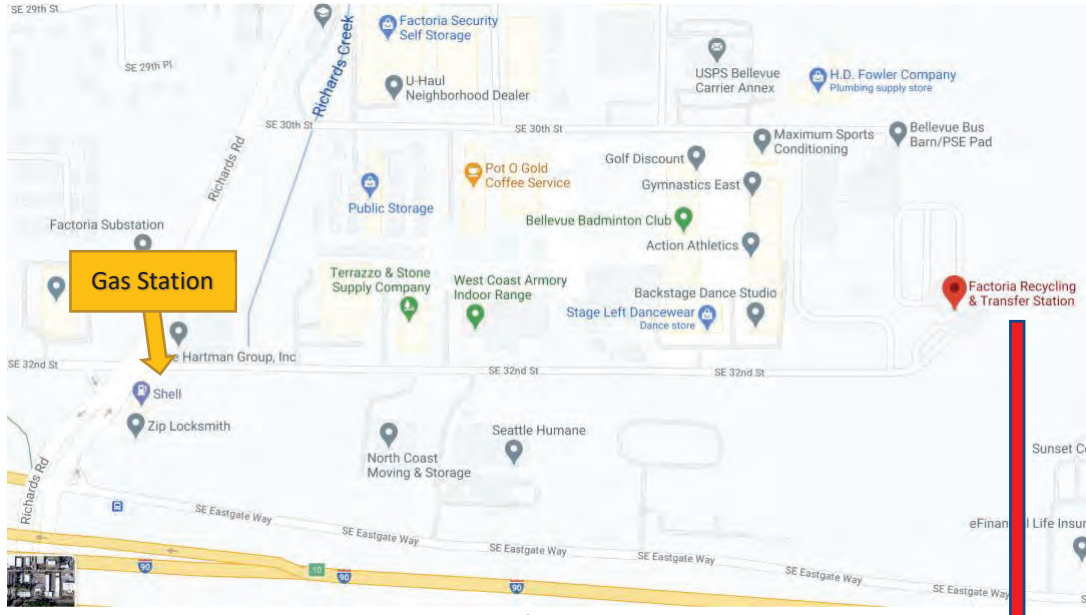 SE 29th St
Factoria Security
Self Storage
Richards Creek
USPS Bellevue
Carrier Annex
H.D. Fowler Company
Plumbing supply store
SE 29th Pl
U-Haul
Neighborhood Dealer
SE 30th St
SE 30th St
Bellevue Bus
Barn/PSE Pad
Maximum Sports
Conditioning
Richards Rd
Golf Discount
Pot O Gold
Coffee Service
Gymnastics East
Public Storage
Bellevue Badminton Club
Factoria Substation
Action Athletics
Gas Station
Terrazzo & Stone
Supply Company
West Coast Armory
Indoor Range
Backstage Dance Studio
Factoria Recycling
& Transfer Station
Stage Left Dancewear
Dance store
e Hartman Group, Inc
SE 32nd St
SE 32nd St
SE 32nd St
Shell
Zip Locksmith
Seattle Humane
North Coast
Moving & Storage
Sunset
Richards Rd
SE Eastgate Way
SE Eastgate Way
SE Eastgate Way
SE Eastgate Way
SE Eastgate Way
SE Eastgate Way
Life
90
10
90
90